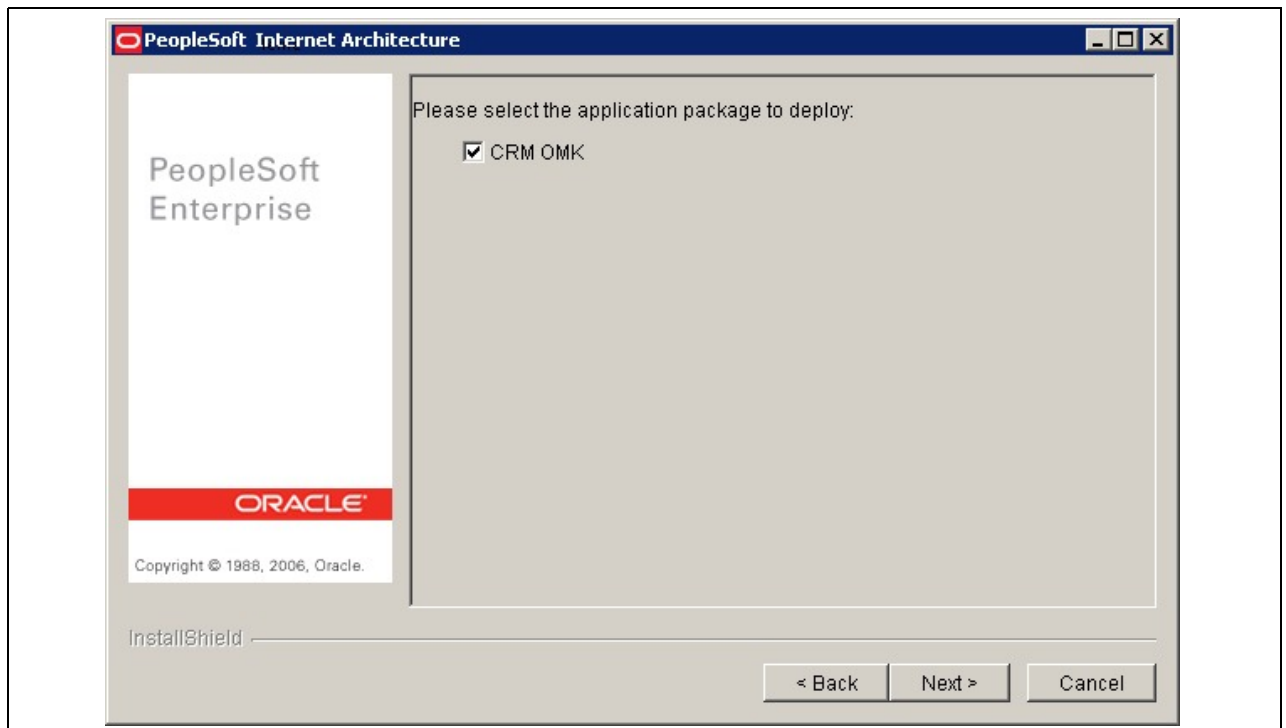 PeopleSoft Internet Architecture
Please select the application package to deploy:
CRM OMK
PeopleSoft
Enterprise
ORACLE
Copyright © 1988, 2006, Oracle.
InstallShield
< Back
Next >
Cancel